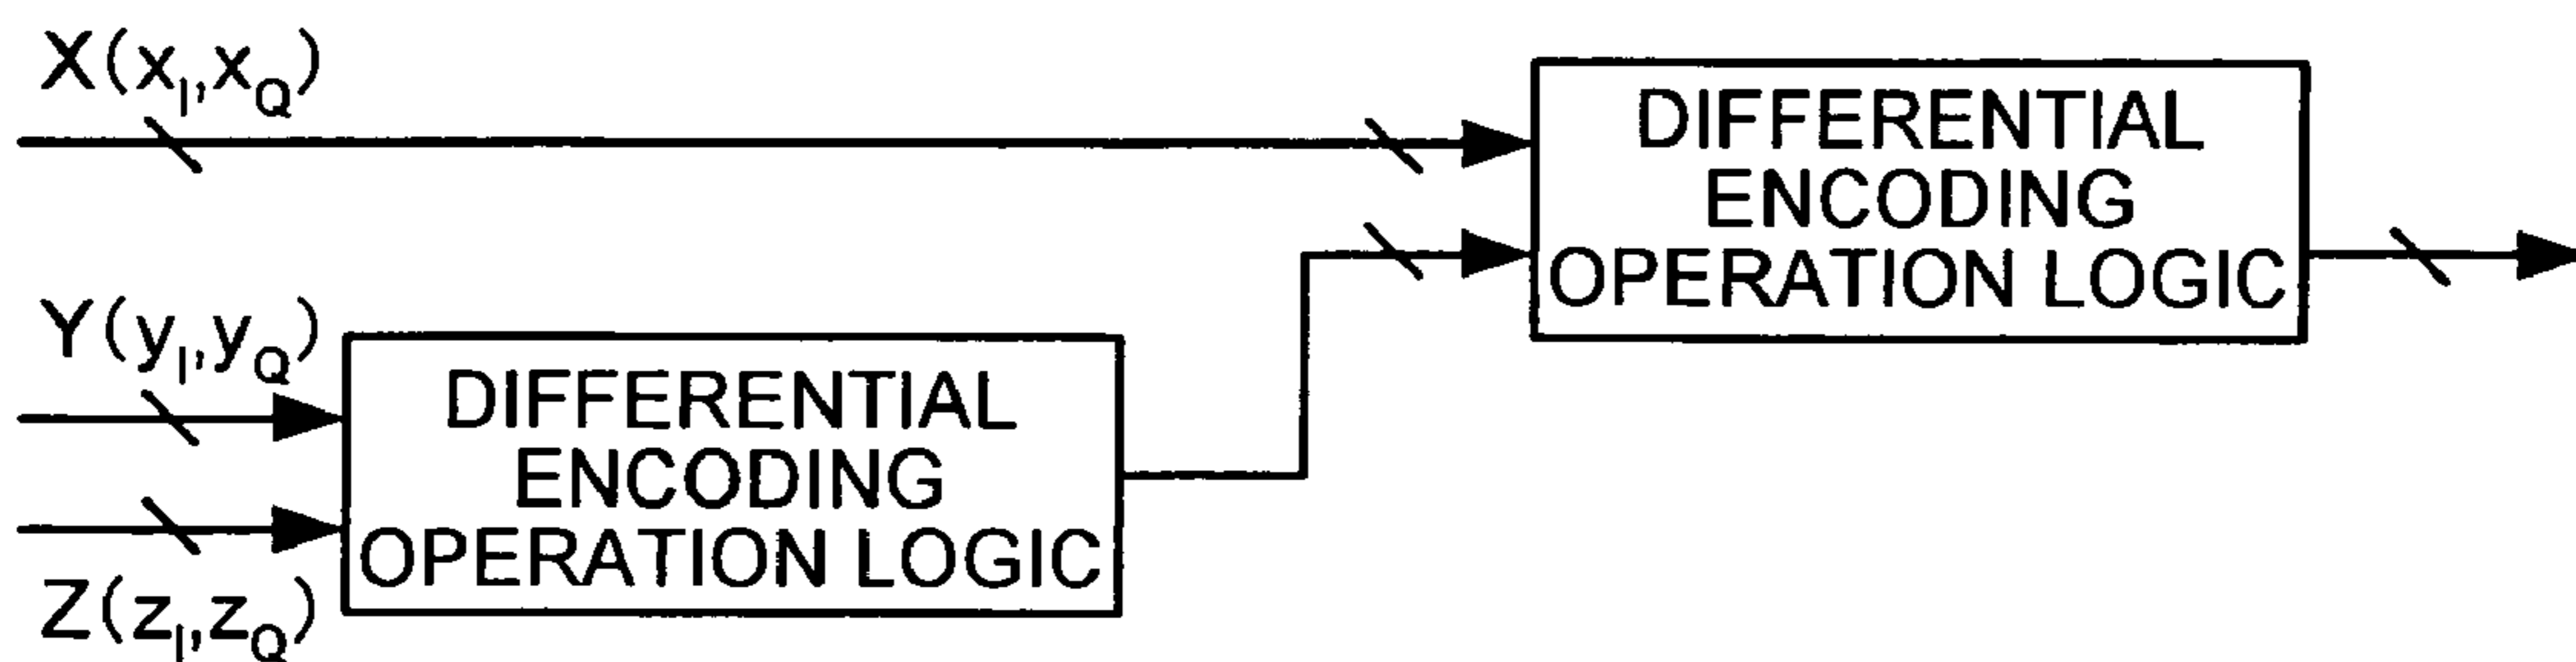 X(x_I,x_Q)
DIFFERENTIAL
ENCODING
OPERATION LOGIC
Y(y_I,y_Q)
DIFFERENTIAL
ENCODING
OPERATION LOGIC
Z(z_I,z_Q)